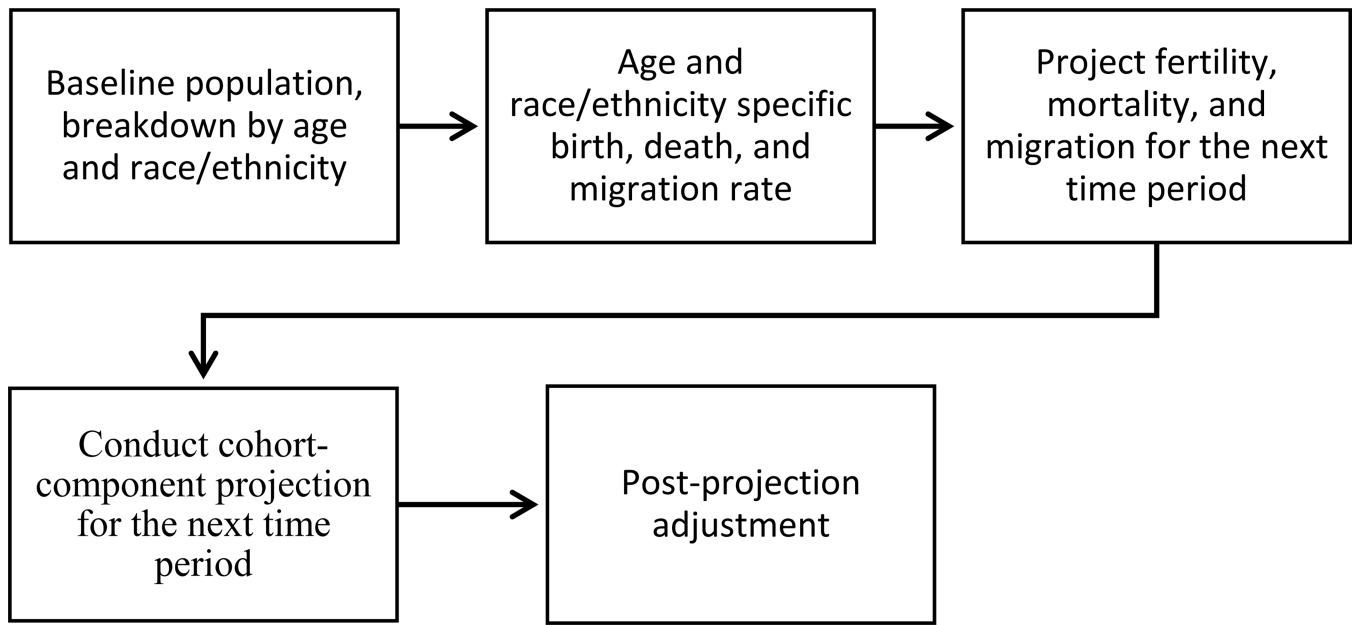 Baseline population,
breakdown by age
and race/ethnicity
Age and
race/ethnicity specific
birth, death, and
migration rate
Project fertility,
mortality, and
migration for the next
time period
Conduct cohort-
component projection
for the next time
period
Post-projection
adjustment